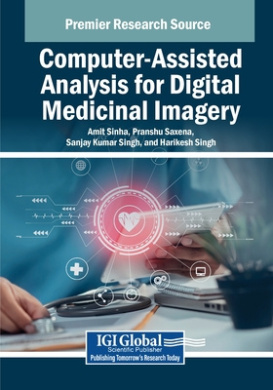 Premier Research Source
Computer-Assisted
Analysis for Digital
Medicinal Imagery
Amit Sinha, Pranshu Saxena,
Sanjay Kumar Singh, and Harikesh Singh
IGI Global
Scientific Publisher
Publishing Tomorrow's Research Today